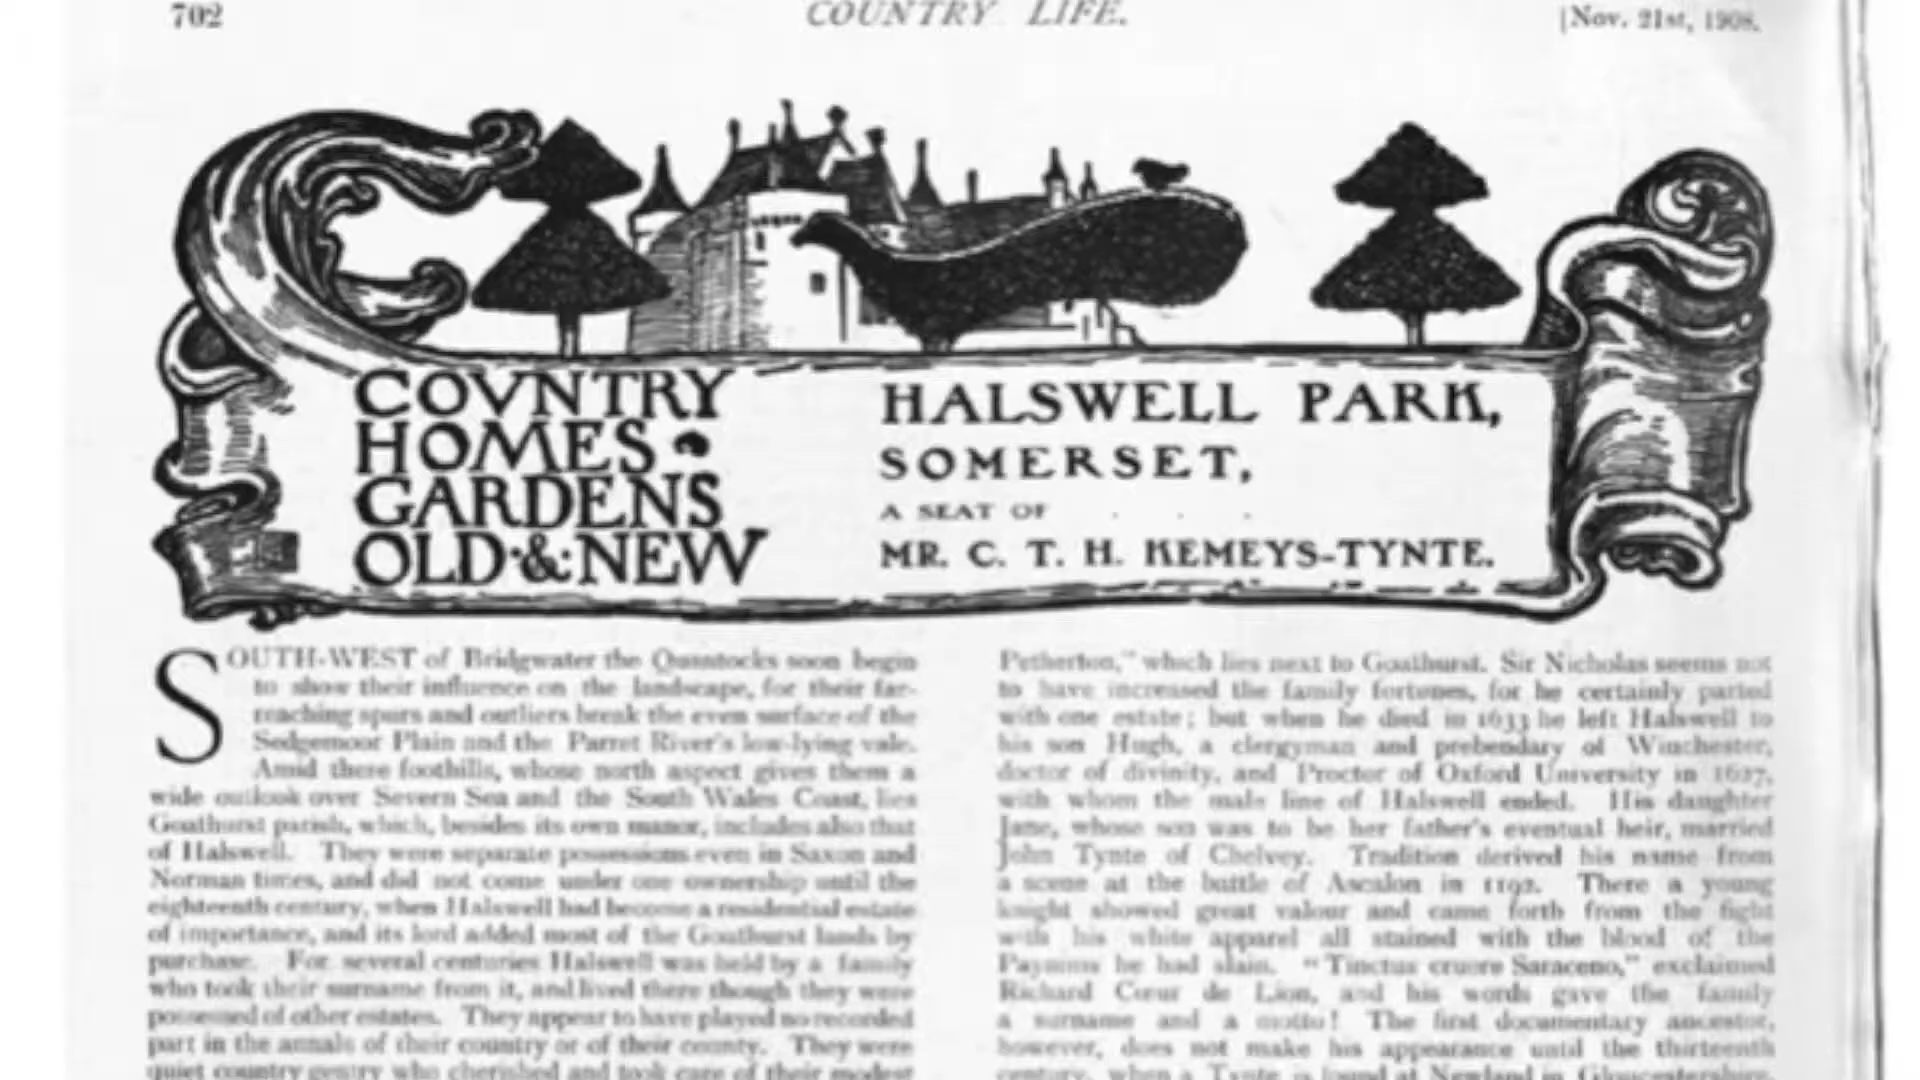 702
COUNTRY LIFE.
[Nov. 21st, 1908.
COVNTRY
HOMES
GARDENS
OLD·&·NEW
HALSWELL PARK,
SOMERSET,
A SEAT OF . . .
MR. C. T. H. KEMEYS-TYNTE.
SOUTH-WEST of Bridgwater the Quantocks soon begin
to show their influence on the landscape, for their far-
reaching spurs and outliers break the even surface of the
Sedgemoor Plain and the Parret River's low-lying vale.
Amid these foothills, whose north aspect gives them a
wide outlook over Severn Sea and the South Wales Coast, lies
Goathurst parish, which, besides its own manor, includes also that
of Halswell. They were separate possessions even in Saxon and
Norman times, and did not come under one ownership until the
eighteenth century, when Halswell had become a residential estate
of importance, and its lord added most of the Goathurst lands by
purchase. For several centuries Halswell was held by a family
who took their surname from it, and lived there though they were
possessed of other estates. They appear to have played no recorded
part in the annals of their country or of their county. They were
quiet country gentry who cherished and took care of their modest
Petherton," which lies next to Goathurst. Sir Nicholas seems not
to have increased the family fortunes, for he certainly parted
with one estate; but when he died in 1633 he left Halswell to
his son Hugh, a clergyman and prebendary of Winchester,
doctor of divinity, and Proctor of Oxford University in 1627,
with whom the male line of Halswell ended. His daughter
Jane, whose son was to be her father's eventual heir, married
John Tynte of Chelvey. Tradition derived his name from
a scene at the battle of Ascalon in 1192. There a young
knight showed great valour and came forth from the fight
with his white apparel all stained with the blood of the
Paynims he had slain. "Tinctus cruore Saraceno," exclaimed
Richard Cœur de Lion, and his words gave the family
a surname and a motto! The first documentary ancestor,
however, does not make his appearance until the thirteenth
century, when a Tynte is found at Newland in Gloucestershire.